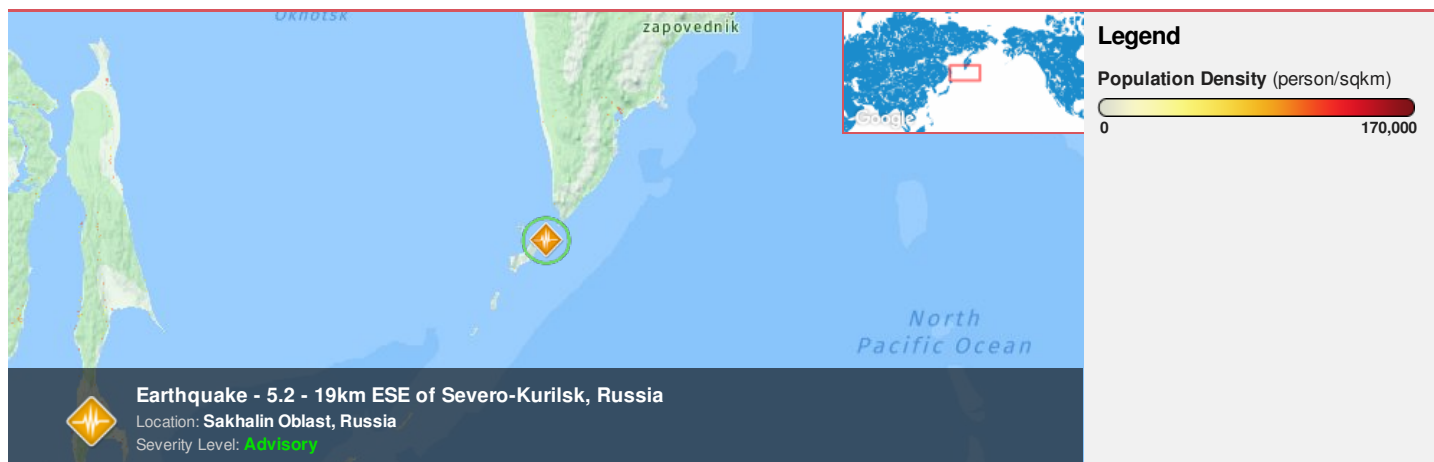 Okhotsk
zapovednik
Google
North
Pacific Ocean
Earthquake - 5.2 - 19km ESE of Severo-Kurilsk, Russia
Location: Sakhalin Oblast, Russia
Severity Level: Advisory
Legend
Population Density (person/sqkm)
0 170,000